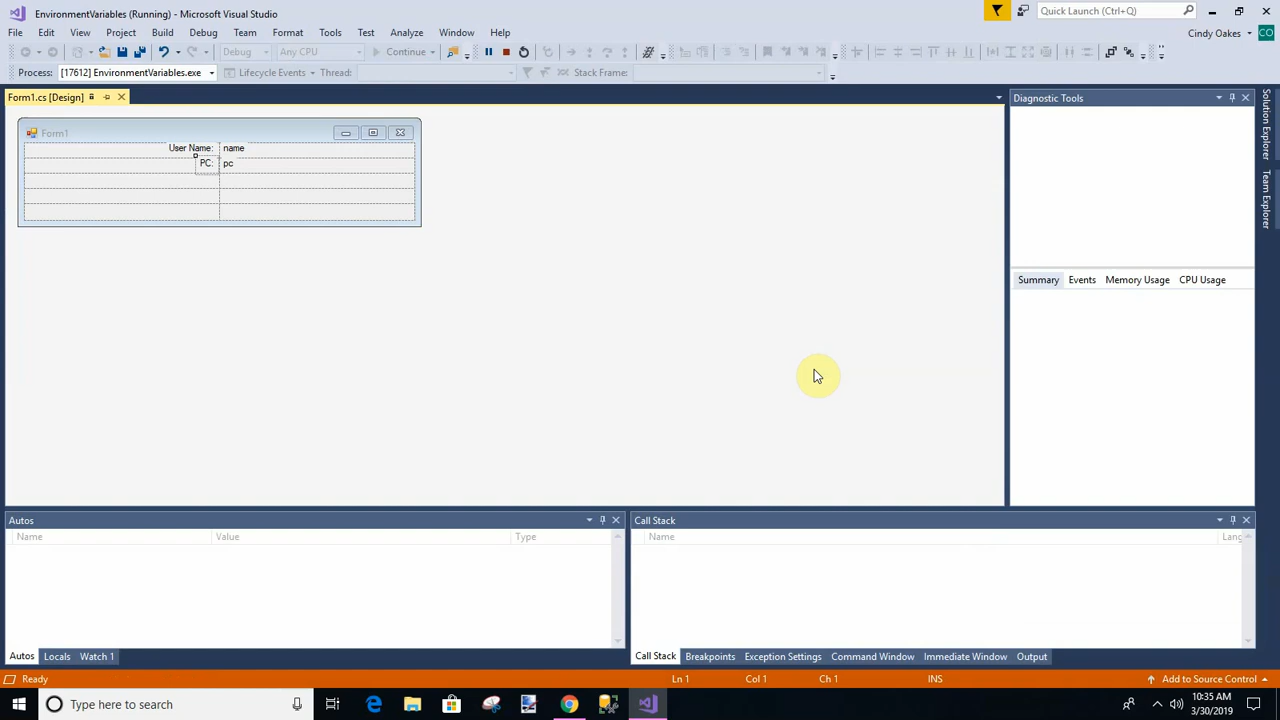 EnvironmentVariables (Running) - Microsoft Visual Studio
Quick Launch (Ctrl+Q)
File Edit View Project Build Debug Team Format Tools Test Analyze Window Help
Cindy Oakes CO
Debug Any CPU Continue
Process: [17612] EnvironmentVariables.exe Lifecycle Events Thread: Stack Frame:
Form1.cs [Design]
Diagnostic Tools
Solution Explorer
Team Explorer
Form1
User Name: name
PC: pc
Summary Events Memory Usage CPU Usage
Autos
Name Value Type
Call Stack
Name Lang
Autos Locals Watch 1
Call Stack Breakpoints Exception Settings Command Window Immediate Window Output
Ready Ln 1 Col 1 Ch 1 INS Add to Source Control
Type here to search
10:35 AM
3/30/2019